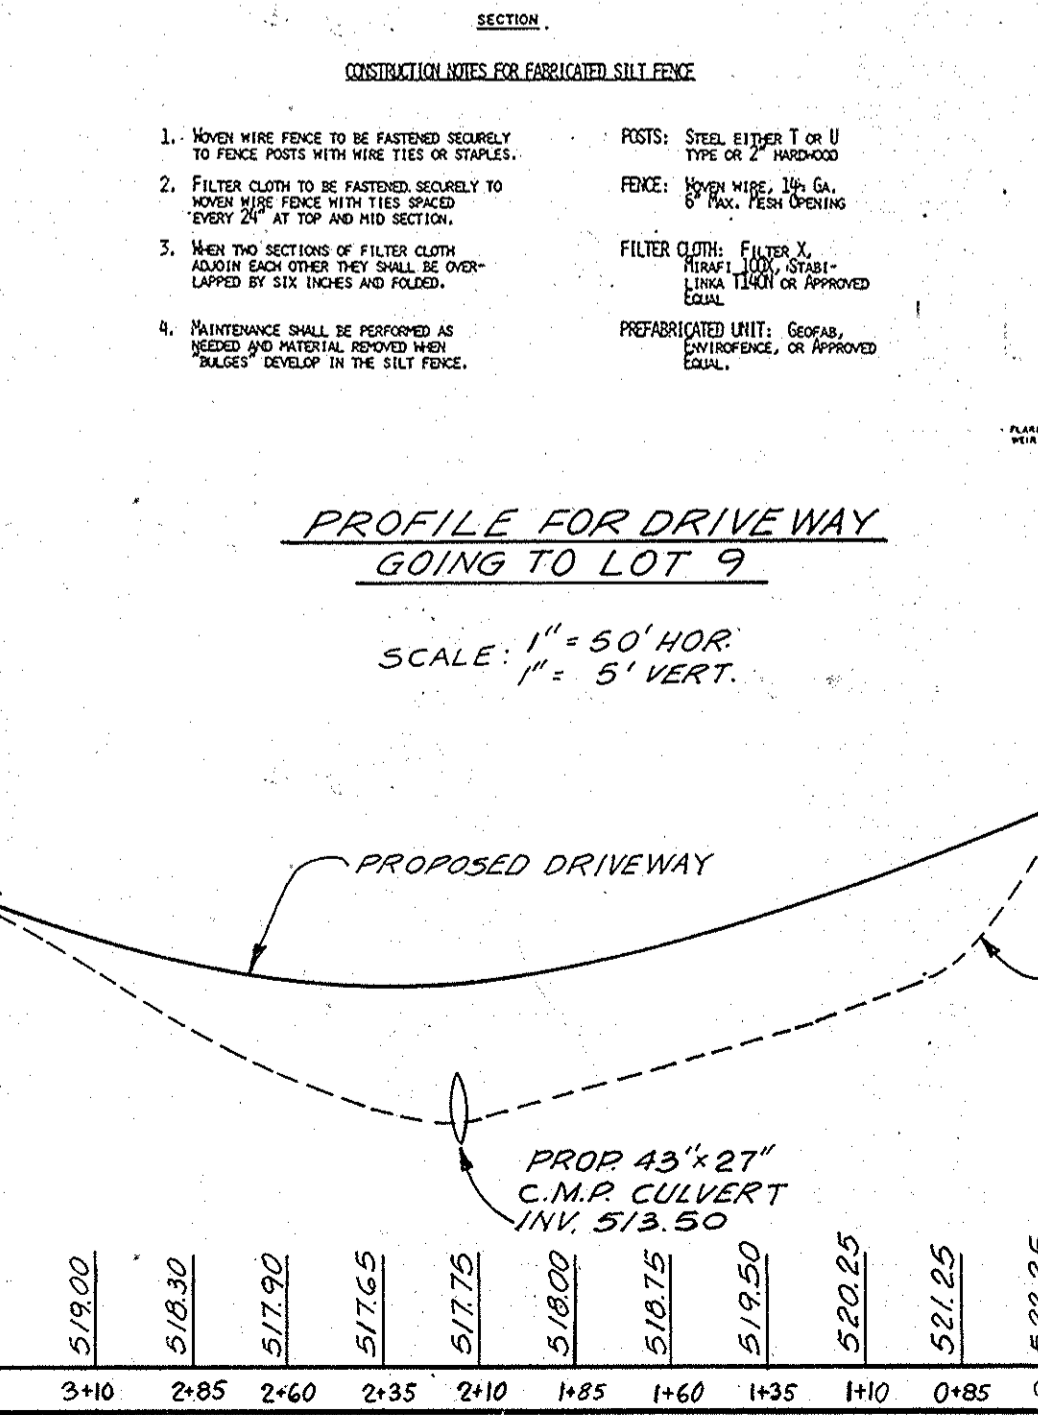 SECTION
CONSTRUCTION NOTES FOR FABRICATED SILT FENCE
1. WOVEN WIRE FENCE TO BE FASTENED SECURELY
TO FENCE POSTS WITH WIRE TIES OR STAPLES.
2. FILTER CLOTH TO BE FASTENED SECURELY TO
WOVEN WIRE FENCE WITH TIES SPACED
EVERY 24" AT TOP AND MID SECTION.
3. WHEN TWO SECTIONS OF FILTER CLOTH
ADJOIN EACH OTHER THEY SHALL BE OVER-
LAPPED BY SIX INCHES AND FOLDED.
4. MAINTENANCE SHALL BE PERFORMED AS
NEEDED AND MATERIAL REMOVED WHEN
"BULGES" DEVELOP IN THE SILT FENCE.
POSTS: STEEL EITHER T OR U
TYPE OR 2" HARDWOOD
FENCE: WOVEN WIRE, GA.
6" MAX. MESH OPENING
FILTER CLOTH: FILTER X,
MIRAFI 100X, STABI-
LINKA T140N OR APPROVED
EQUAL
PREFABRICATED UNIT: GEOFAB,
ENVIROFENCE, OR APPROVED
EQUAL.
WEIR
PROFILE FOR DRIVEWAY
GOING TO LOT 9
SCALE: 1" = 50' HOR.
1" = 5' VERT.
PROPOSED DRIVEWAY
PROP. 43"x27"
C.M.P. CULVERT
INV. 513.50
519.00 518.30 517.90 517.65 517.75 518.00 518.75 519.50 520.25 521.25
3+10 2+85 2+60 2+35 2+10 1+85 1+60 1+35 1+10 0+85